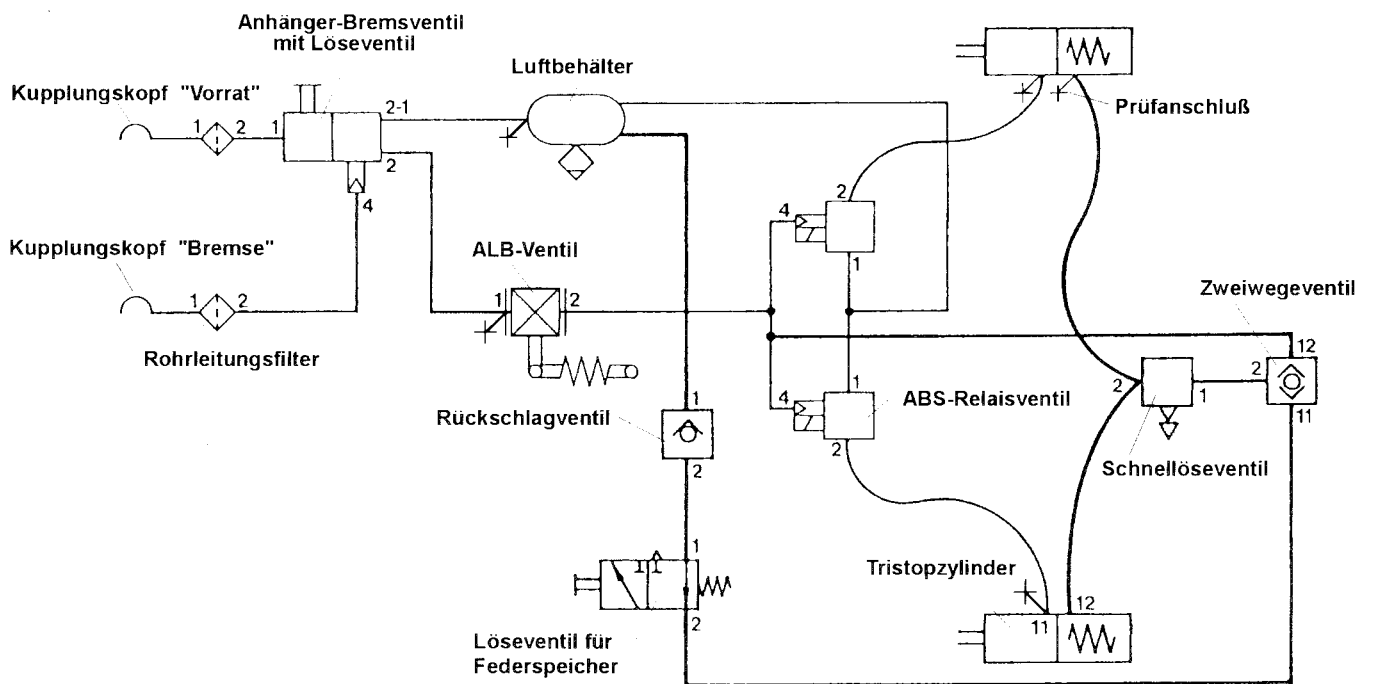 Anhänger-Bremsventil
mit Löseventil
Luftbehälter
Kupplungskopf "Vorrat"
Prüfanschluß
1
2
1
2-1
2
4
2
4
1
Kupplungskopf "Bremse"
ALB-Ventil
1
2
1
2
Zweiwegeventil
Rohrleitungsfilter
12
1
4
1
ABS-Relaisventil
2
1
2
11
Rückschlagventil
2
2
Schnellöseventil
1
Tristopzylinder
12
11
2
Löseventil für
Federspeicher